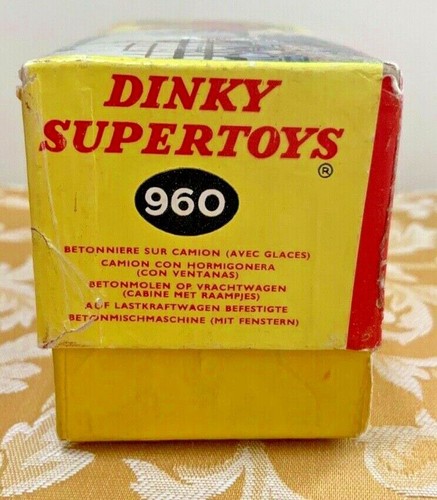 DINKY
SUPERTOYS
®
960
BETONNIERE SUR CAMION (AVEC GLACES)
CAMION CON HORMIGONERA
(CON VENTANAS)
BETONMOLEN OP VRACHTWAGEN
(CABINE MET RAAMPJES)
AUF LASTKRAFTWAGEN BEFESTIGTE
BETONMISCHMASCHINE (MIT FENSTERN)